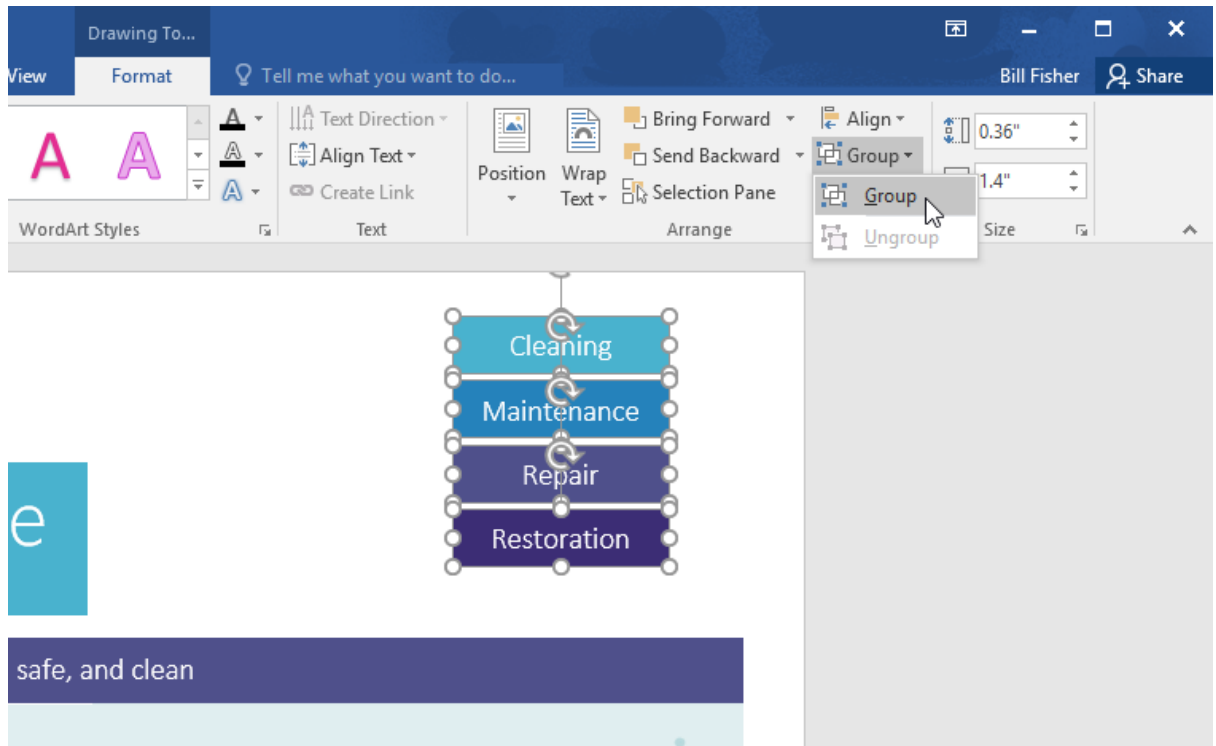 Drawing To...
View Format Tell me what you want to do... Bill Fisher Share
A A A Text Direction Bring Forward Align 0.36"
A Align Text Position Wrap Text Send Backward Group 1.4"
A Create Link Selection Pane Group
WordArt Styles Text Arrange Ungroup Size
Cleaning
Maintenance
Repair
Restoration
e
safe, and clean